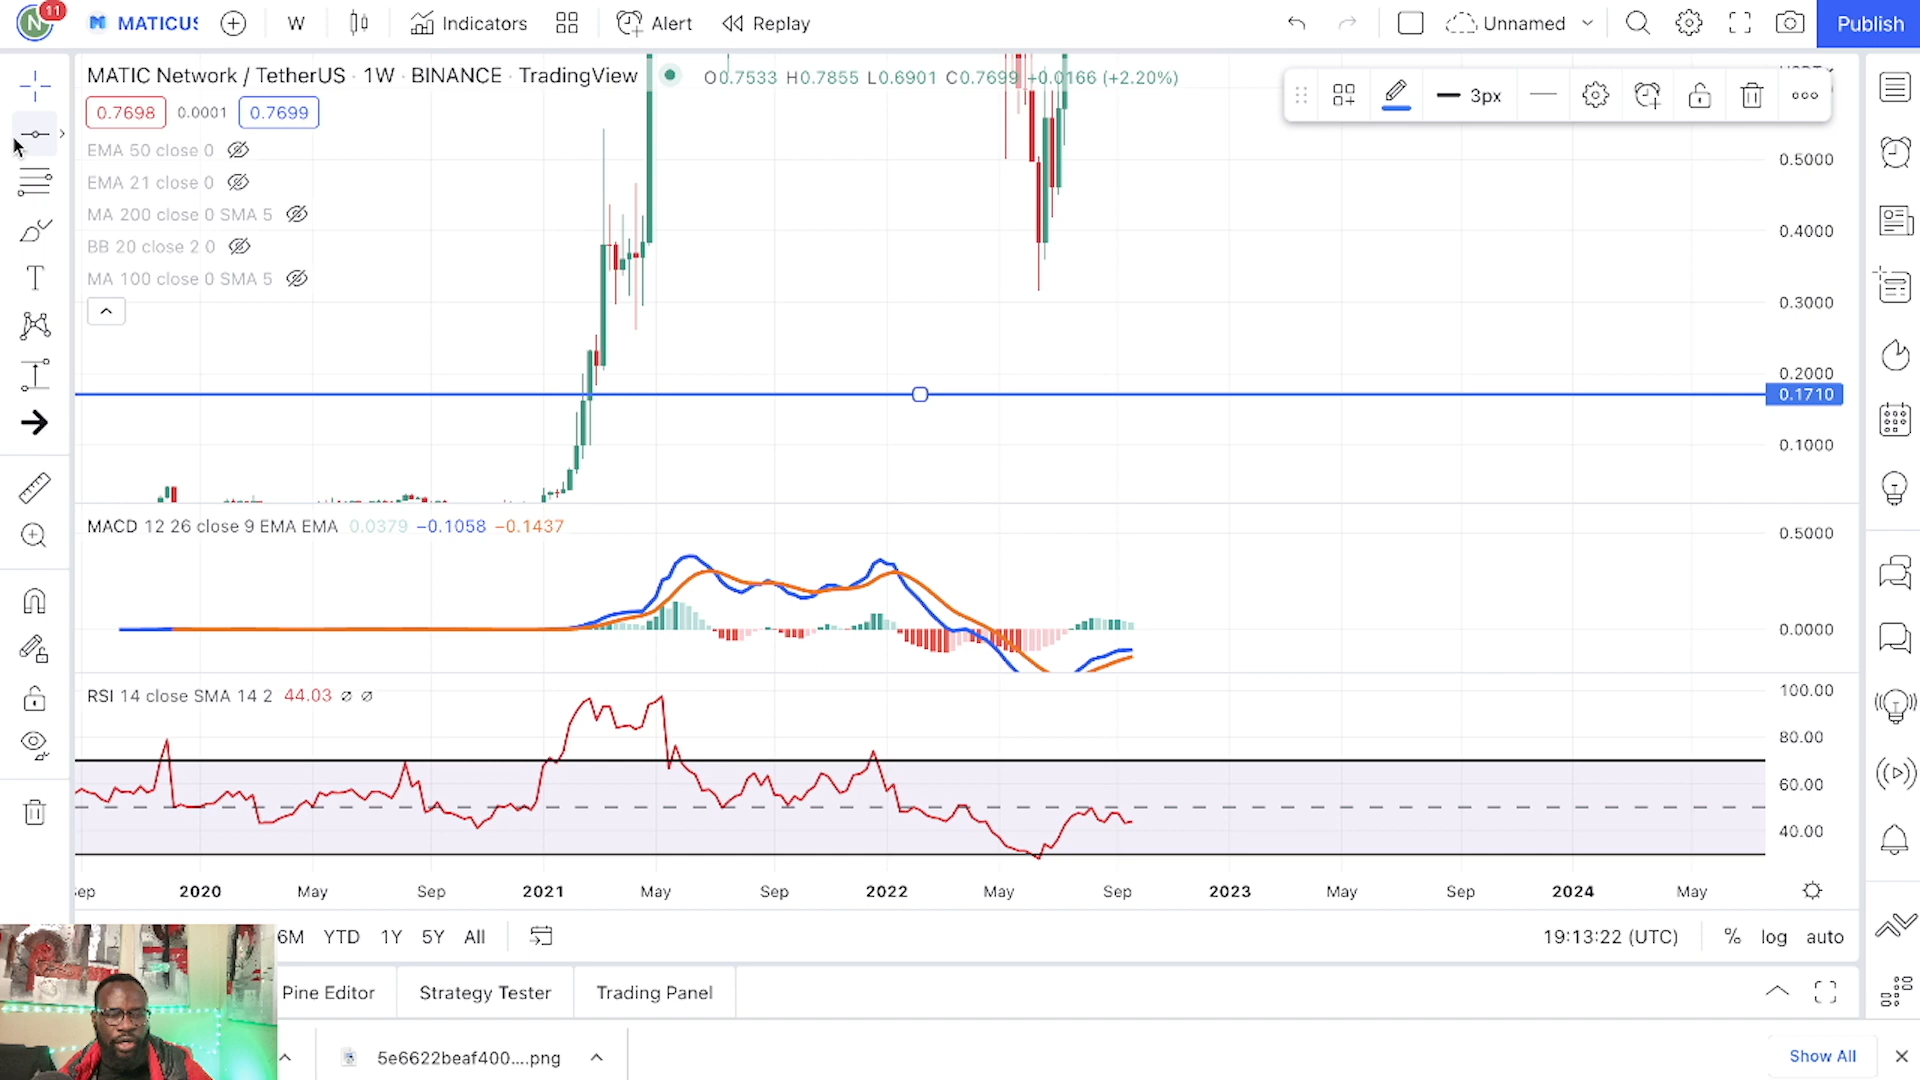 N 11 MATICUS W Indicators Alert Replay Unnamed Publish
MATIC Network / TetherUS · 1W · BINANCE · TradingView O0.7533 H0.7855 L0.6901 C0.7699 +0.0166 (+2.20%)
3px
0.7698 0.0001 0.7699
EMA 50 close 0
EMA 21 close 0
MA 200 close 0 SMA 5
BB 20 close 2 0
MA 100 close 0 SMA 5
0.5000
0.4000
0.3000
0.2000
0.1710
0.1000
MACD 12 26 close 9 EMA EMA 0.0379 −0.1058 −0.1437
0.5000
0.0000
RSI 14 close SMA 14 2 44.03 ∅ ∅
100.00
80.00
60.00
40.00
Sep 2020 May Sep 2021 May Sep 2022 May Sep 2023 May Sep 2024 May
6M YTD 1Y 5Y All 19:13:22 (UTC) % log auto
Pine Editor Strategy Tester Trading Panel
5e6622beaf400....png Show All